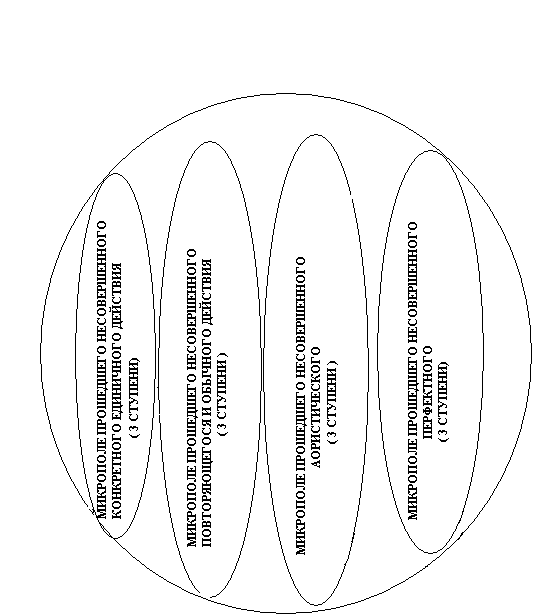 МИКРОПОЛЕ ПРОШЕДШЕГО НЕСОВЕРШЕННОГО
КОНКРЕТНОГО ЕДИНИЧНОГО ДЕЙСТВИЯ
( 3 СТУПЕНИ)
МИКРОПОЛЕ ПРОШЕДШЕГО НЕСОВЕРШЕННОГО
ПОВТОРЯЮЩЕГОСЯ И ОБЫЧНОГО ДЕЙСТВИЯ
( 3 СТУПЕНИ )
МИКРОПОЛЕ ПРОШЕДШЕГО НЕСОВЕРШЕННОГО
АОРИСТИЧЕСКОГО
( 3 СТУПЕНИ )
МИКРОПОЛЕ ПРОШЕДШЕГО НЕСОВЕРШЕННОГО
ПЕРФЕКТНОГО
( 3 СТУПЕНИ)